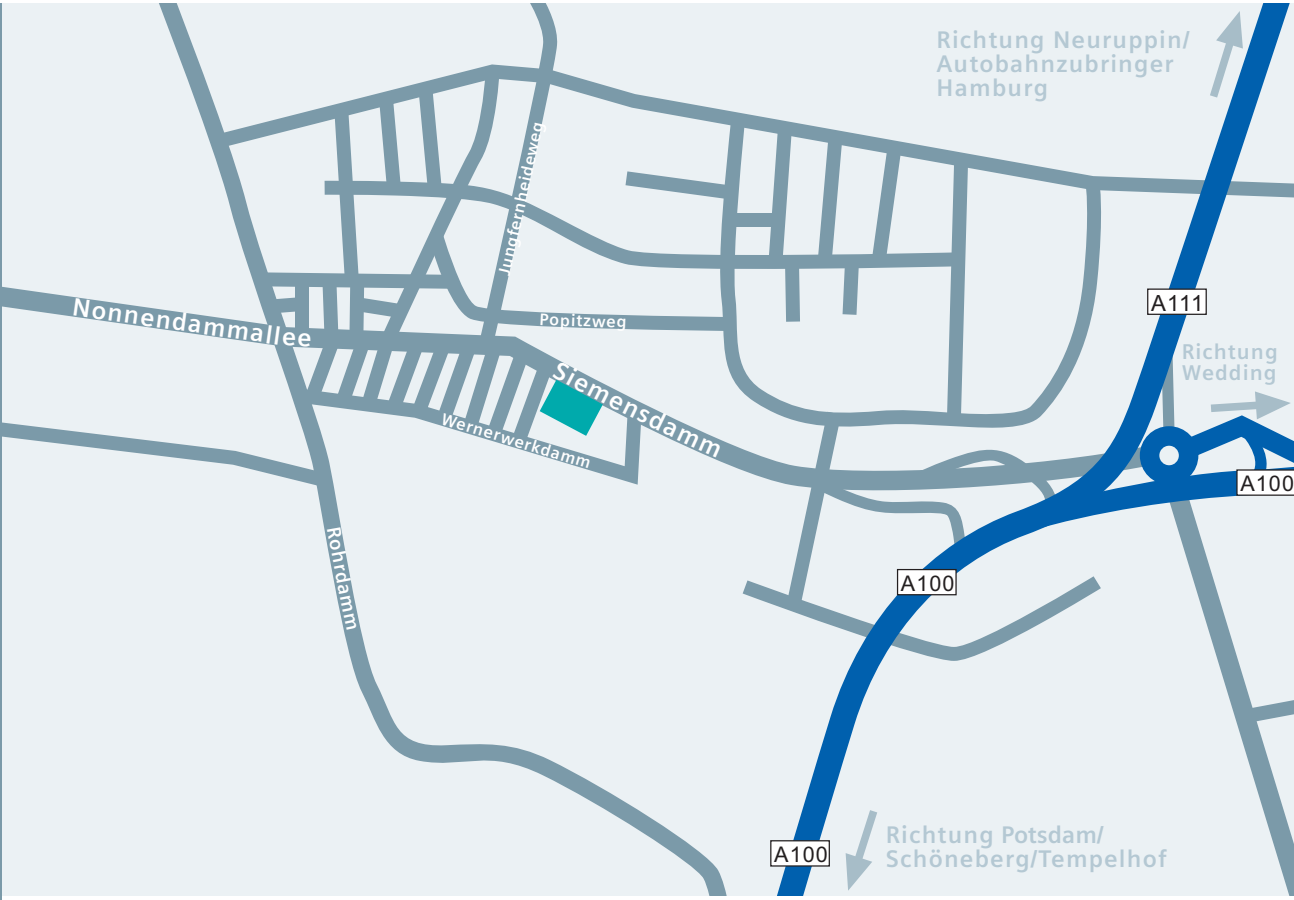 Richtung Neuruppin/
Autobahnzubringer
Hamburg
Jungfernheideweg
A111
Nonnendammallee
Popitzweg
Richtung
Wedding
Siemensdamm
Wernerwerkdamm
A100
Rohrdamm
A100
Richtung Potsdam/
Schöneberg/Tempelhof
A100